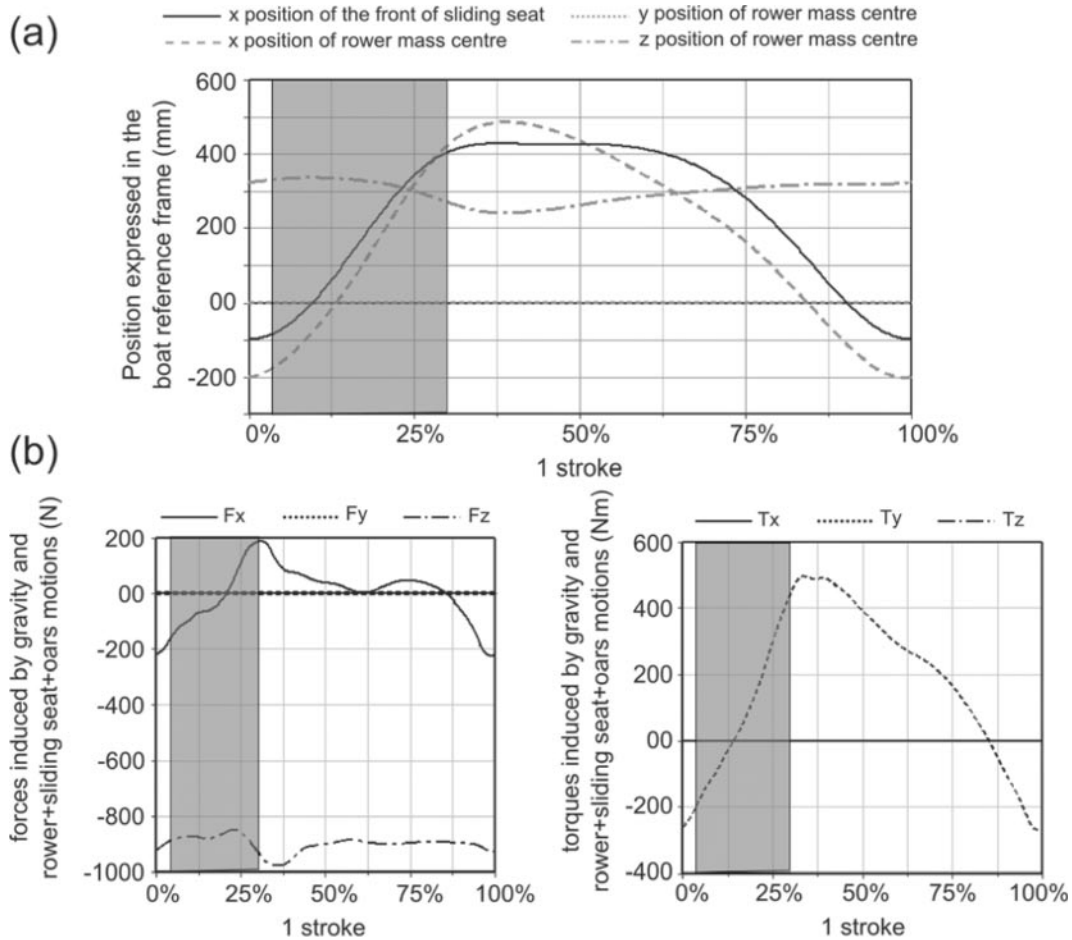 (a)
x position of the front of sliding seat
y position of rower mass centre
x position of rower mass centre
z position of rower mass centre
Position expressed in the
boat reference frame (mm)
600
400
200
00
-200
0% 25% 50% 75% 100%
1 stroke
(b)
Fx Fy Fz
forces induced by gravity and
rower+sliding seat+oars motions (N)
200
00
-200
-400
-600
-800
-1000
0% 25% 50% 75% 100%
1 stroke
Tx Ty Tz
torques induced by gravity and
rower+sliding seat+oars motions (Nm)
600
400
200
00
-200
-400
0% 25% 50% 75% 100%
1 stroke